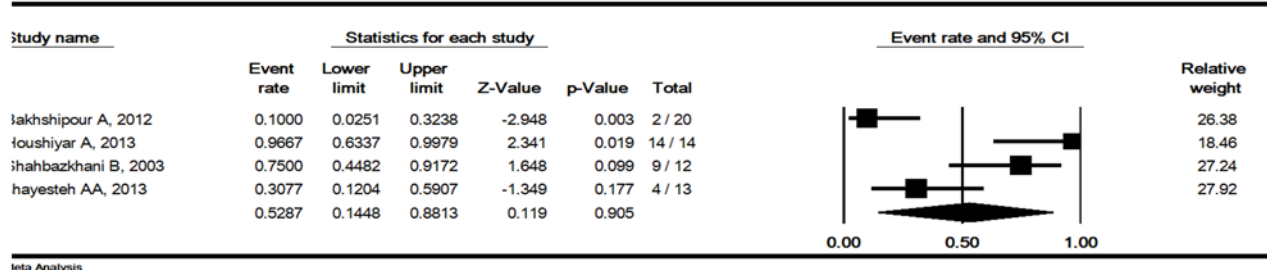 Study name Statistics for each study Event rate and 95% CI
Event rate Lower limit Upper limit Z-Value p-Value Total Relative weight
Bakhshipour A, 2012 0.1000 0.0251 0.3238 -2.948 0.003 2 / 20 26.38
Houshiyar A, 2013 0.9667 0.6337 0.9979 2.341 0.019 14 / 14 18.46
Shahbazkhani B, 2003 0.7500 0.4482 0.9172 1.648 0.099 9 / 12 27.24
Shayesteh AA, 2013 0.3077 0.1204 0.5907 -1.349 0.177 4 / 13 27.92
0.5287 0.1448 0.8813 0.119 0.905
0.00 0.50 1.00
Meta Analysis